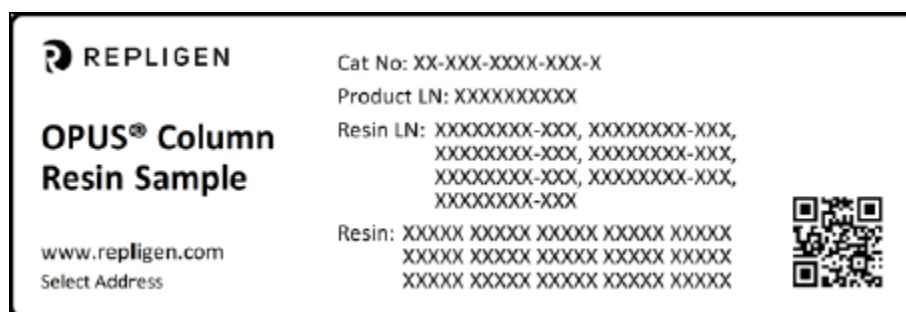 REPLIGEN
OPUS® Column
Resin Sample
www.repligen.com
Select Address
Cat No: XX-XXX-XXXX-XXX-X
Product LN: XXXXXXXXXX
Resin LN: XXXXXXXX-XXX, XXXXXXXX-XXX,
XXXXXXXX-XXX, XXXXXXXX-XXX,
XXXXXXXX-XXX, XXXXXXXX-XXX,
XXXXXXXX-XXX
Resin: XXXXX XXXXX XXXXX XXXXX XXXXX
XXXXX XXXXX XXXXX XXXXX XXXXX
XXXXX XXXXX XXXXX XXXXX XXXXX